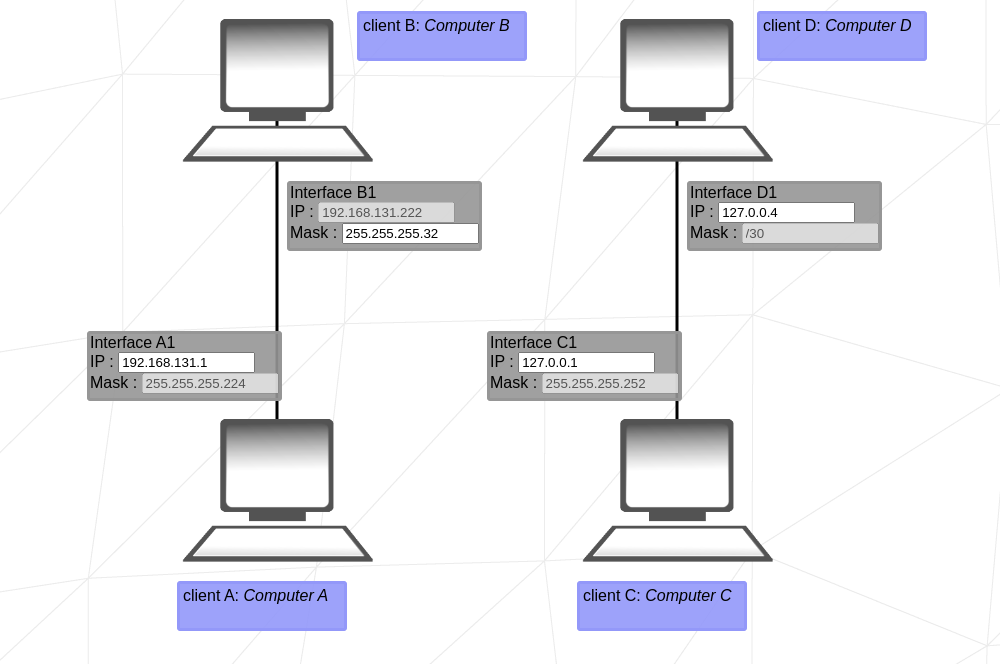 client B: Computer B
client D: Computer D
Interface B1
IP : 192.168.131.222
Mask : 255.255.255.32
Interface D1
IP : 127.0.0.4
Mask : /30
Interface A1
IP : 192.168.131.1
Mask : 255.255.255.224
Interface C1
IP : 127.0.0.1
Mask : 255.255.255.252
client A: Computer A
client C: Computer C